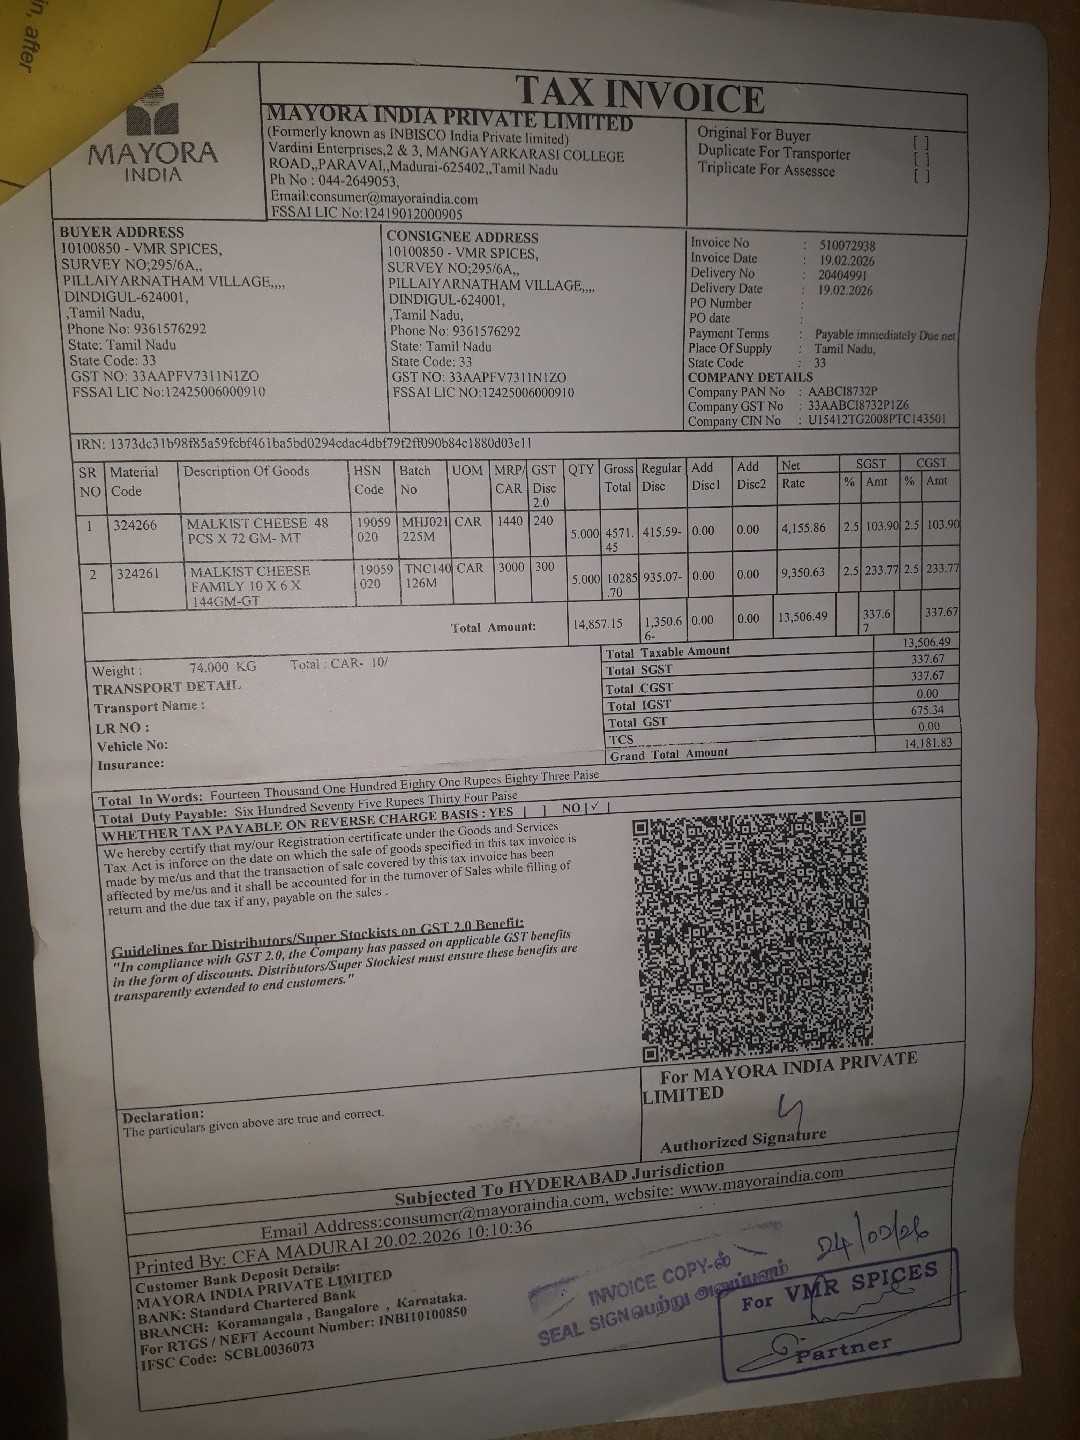 in, after
TAX INVOICE
MAYORA
INDIA
MAYORA INDIA PRIVATE LIMITED
(Formerly known as INBISCO India Private limited)
Vardini Enterprises,2 & 3, MANGAYARKARASI COLLEGE
ROAD,,PARAVAI,,Madurai-625402,,Tamil Nadu
Ph No : 044-2649053,
Email:consumer@mayoraindia.com
FSSAI LIC No:12419012000905
Original For Buyer [ ]
Duplicate For Transporter [ ]
Triplicate For Assessce [ ]
BUYER ADDRESS
10100850 - VMR SPICES,
SURVEY NO;295/6A,,
PILLAIYARNATHAM VILLAGE,,,,
DINDIGUL-624001,
,Tamil Nadu,
Phone No: 9361576292
State: Tamil Nadu
State Code: 33
GST NO: 33AAPFV7311N1ZO
FSSAI LIC No:12425006000910
CONSIGNEE ADDRESS
10100850 - VMR SPICES,
SURVEY NO;295/6A,,
PILLAIYARNATHAM VILLAGE,,,,
DINDIGUL-624001,
,Tamil Nadu,
Phone No: 9361576292
State: Tamil Nadu
State Code: 33
GST NO: 33AAPFV7311N1ZO
FSSAI LIC NO:12425006000910
Invoice No : 510072938
Invoice Date : 19.02.2026
Delivery No : 20404991
Delivery Date : 19.02.2026
PO Number :
PO date :
Payment Terms : Payable immediately Due net
Place Of Supply : Tamil Nadu,
State Code : 33
COMPANY DETAILS
Company PAN No : AABCI8732P
Company GST No : 33AABCI8732P1Z6
Company CIN No : U15412TG2008PTC143501
IRN: 1373dc31b98f85a59fcbf461ba5bd0294cdac4dbf79f2ff090b84c1880d03e11
SR NO Material Code Description Of Goods HSN Code Batch No UOM MRP/ CAR GST Disc 2.0 QTY Gross Total Regular Disc Add Disc1 Add Disc2 Net Rate SGST % Amt CGST % Amt
1 324266 MALKIST CHEESE 48 PCS X 72 GM- MT 19059 020 MHJ021 225M CAR 1440 240 5.000 4571. 45 415.59- 0.00 0.00 4,155.86 2.5 103.90 2.5 103.90
2 324261 MALKIST CHEESE FAMILY 10 X 6 X 144GM-GT 19059 020 TNC140 126M CAR 3000 300 5.000 10285 .70 935.07- 0.00 0.00 9,350.63 2.5 233.77 2.5 233.77
Total Amount: 14,857.15 1,350.6 6- 0.00 0.00 13,506.49 337.6 7 337.67
Weight : 74.000 KG Total : CAR- 10/
TRANSPORT DETAIL
Transport Name :
LR NO :
Vehicle No:
Insurance:
Total Taxable Amount 13,506.49
Total SGST 337.67
Total CGST 337.67
Total IGST 0.00
Total GST 675.34
TCS 0.00
Grand Total Amount 14,181.83
Total In Words: Fourteen Thousand One Hundred Eighty One Rupees Eighty Three Paise
Total Duty Payable: Six Hundred Seventy Five Rupees Thirty Four Paise
WHETHER TAX PAYABLE ON REVERSE CHARGE BASIS : YES [ ] NO [✓]
We hereby certify that my/our Registration certificate under the Goods and Services
Tax Act is inforce on the date on which the sale of goods specified in this tax invoice is
made by me/us and that the transaction of sale covered by this tax invoice has been
affected by me/us and it shall be accounted for in the turnover of Sales while filling of
return and the due tax if any, payable on the sales .
Guidelines for Distributors/Super Stockists on GST 2.0 Benefit:
"In compliance with GST 2.0, the Company has passed on applicable GST benefits
in the form of discounts. Distributors/Super Stockiest must ensure these benefits are
transparently extended to end customers."
For MAYORA INDIA PRIVATE
LIMITED
Authorized Signature
Declaration:
The particulars given above are true and correct.
Subjected To HYDERABAD Jurisdiction
Email Address:consumer@mayoraindia.com, website: www.mayoraindia.com
Printed By: CFA MADURAI 20.02.2026 10:10:36
Customer Bank Deposit Details:
MAYORA INDIA PRIVATE LIMITED
BANK: Standard Chartered Bank
BRANCH: Koramangala , Bangalore , Karnataka.
For RTGS / NEFT Account Number: INBI10100850
IFSC Code: SCBL0036073
INVOICE COPY-ல்
SEAL SIGN பெற்று அனுப்பவும்
24/02/26
For VMR SPICES
Partner